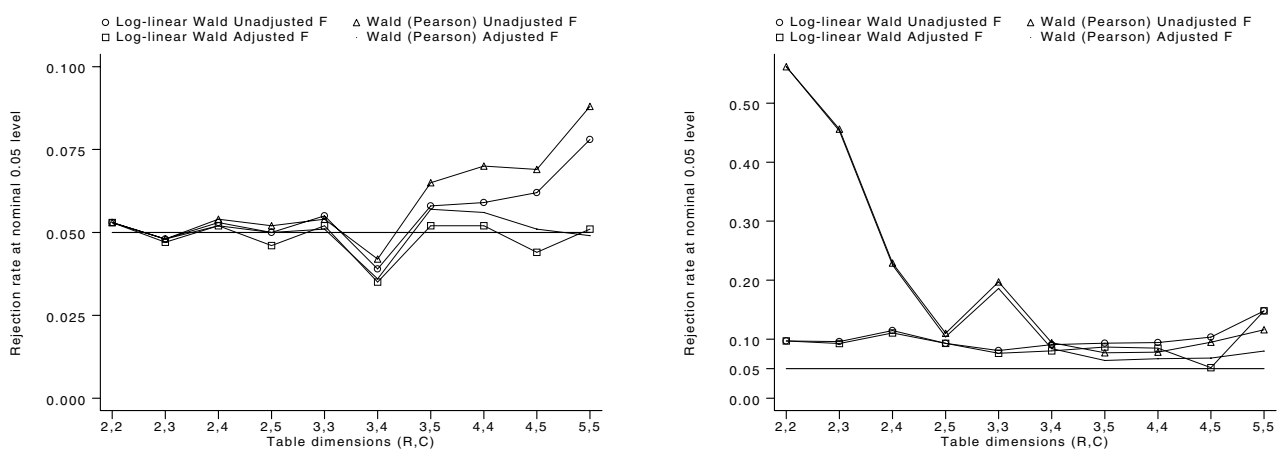 Log-linear Wald Unadjusted F
Wald (Pearson) Unadjusted F
Log-linear Wald Adjusted F
Wald (Pearson) Adjusted F
Rejection rate at nominal 0.05 level
0.100
0.075
0.050
0.025
0.000
2,2 2,3 2,4 2,5 3,3 3,4 3,5 4,4 4,5 5,5
Table dimensions (R,C)
Log-linear Wald Unadjusted F
Wald (Pearson) Unadjusted F
Log-linear Wald Adjusted F
Wald (Pearson) Adjusted F
Rejection rate at nominal 0.05 level
0.50
0.40
0.30
0.20
0.10
0.05
0.00
2,2 2,3 2,4 2,5 3,3 3,4 3,5 4,4 4,5 5,5
Table dimensions (R,C)